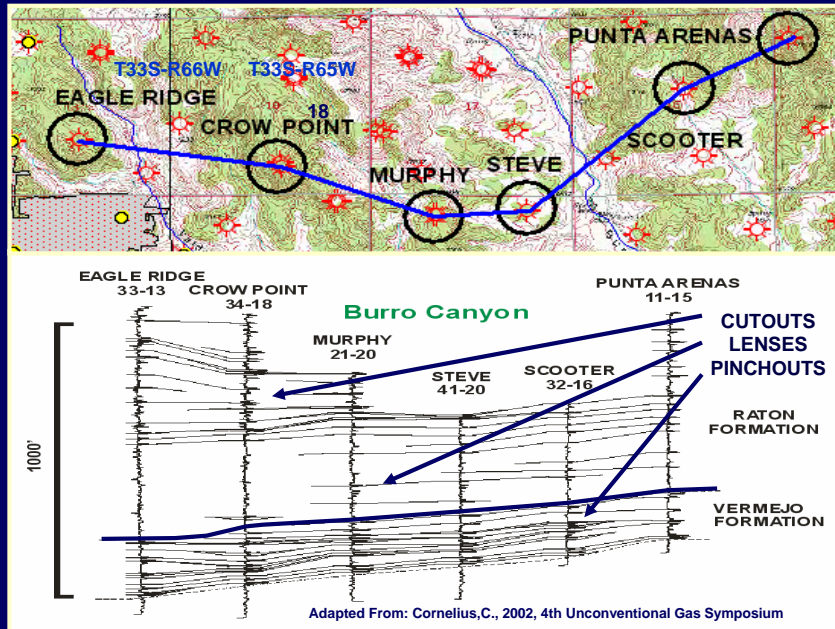 PUNTA ARENAS
T33S-R66W T33S-R65W
EAGLE RIDGE
18
17
CROW POINT
SCOOTER
MURPHY STEVE
EAGLE RIDGE
33-13
CROW POINT
34-18
Burro Canyon
PUNTA ARENAS
11-15
MURPHY
21-20
STEVE
41-20
SCOOTER
32-16
CUTOUTS
LENSES
PINCHOUTS
RATON
FORMATION
1000'
VERMEJO
FORMATION
Adapted From: Cornelius,C., 2002, 4th Unconventional Gas Symposium